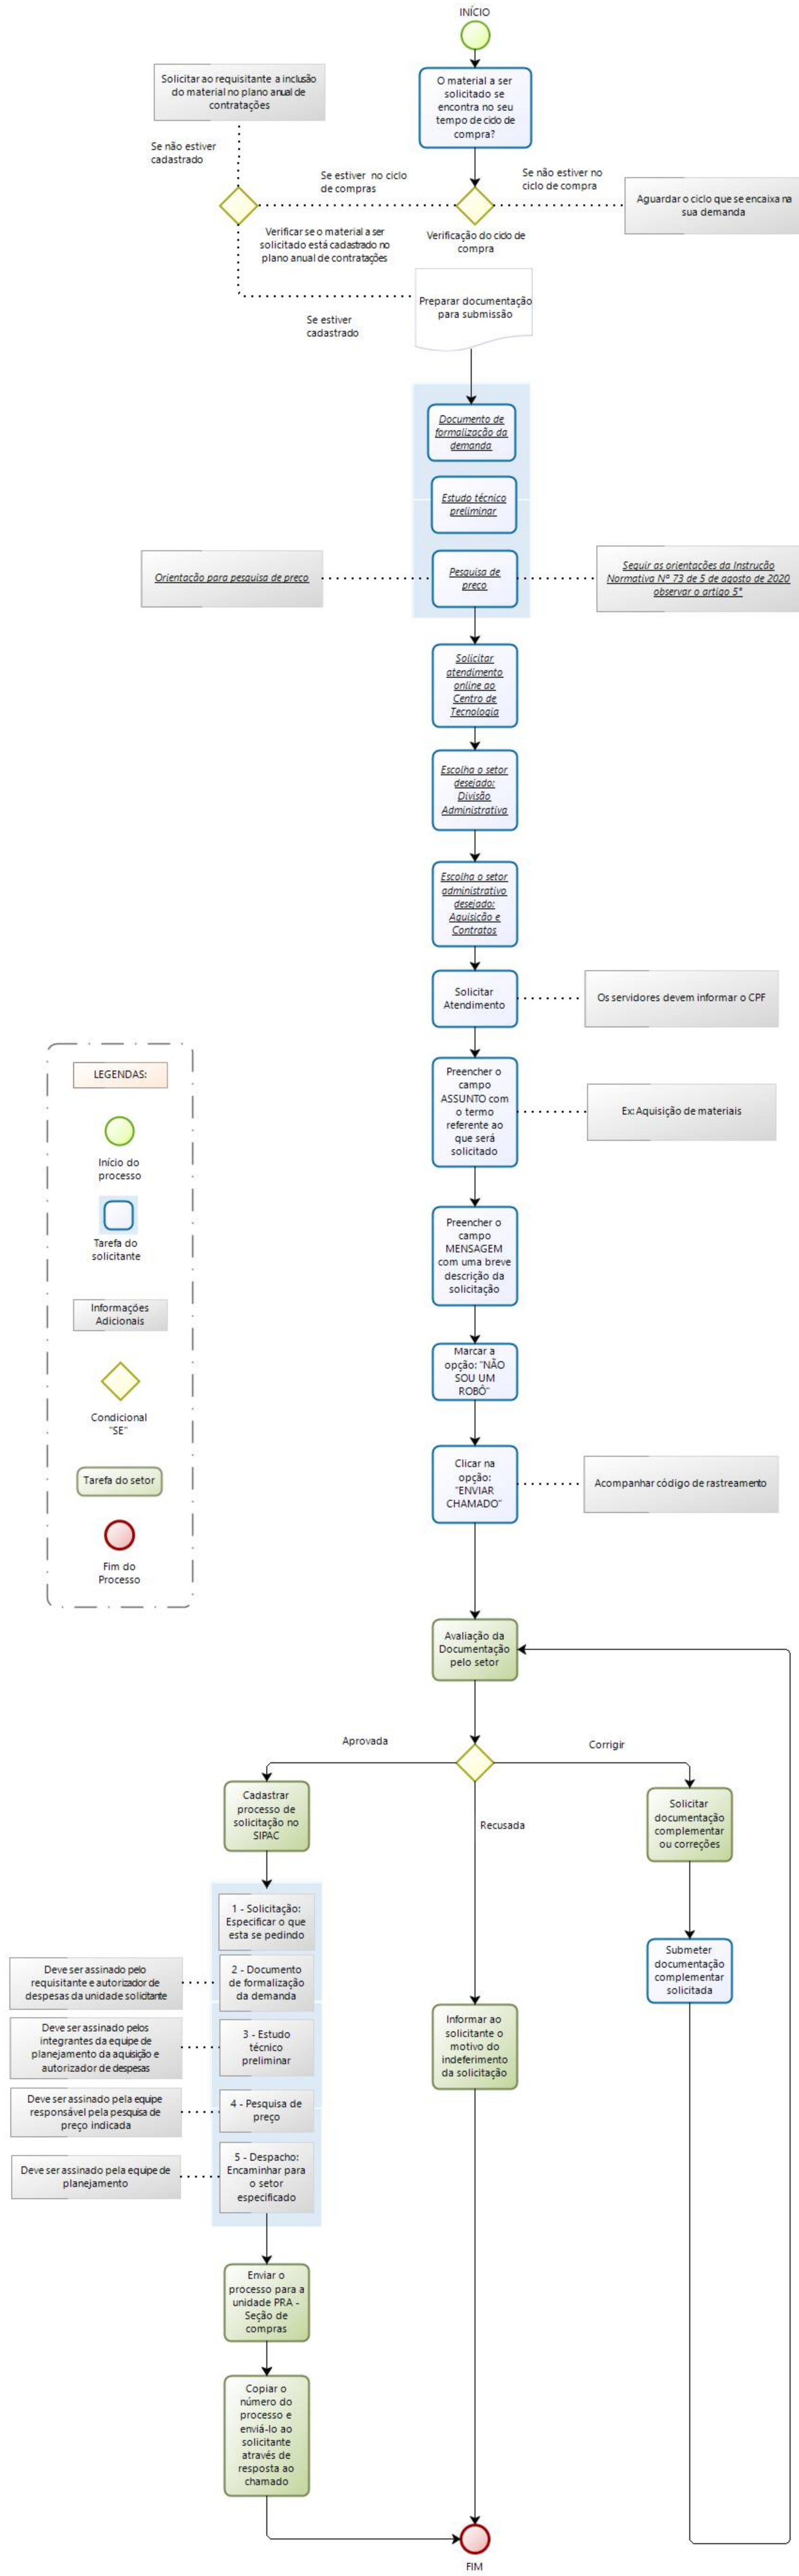 INÍCIO
O material a ser
solicitado se
encontra no seu
tempo de ciclo de
compra?
Solicitar ao requisitante a inclusão
do material no plano anual de
contratações
Se não estiver
cadastrado
Se estiver no ciclo
de compras
Se não estiver no
ciclo de compra
Aguardar o ciclo que se encaixa na
sua demanda
Verificação do ciclo de
compra
Verificar se o material a ser
solicitado está cadastrado no
plano anual de contratações
Se estiver
cadastrado
Preparar documentação
para submissão
Documento de
formalização da
demanda
Estudo técnico
preliminar
Orientação para pesquisa de preço
Pesquisa de
preço
Seguir as orientações da Instrução
Normativa Nº 73 de 5 de agosto de 2020
observar o artigo 5°
Solicitar
atendimento
online ao
Centro de
Tecnologia
Escolha o setor
desejado:
Divisão
Administrativa
Escolha o setor
administrativo
desejado:
Aquisição e
Contratos
Solicitar
Atendimento
Os servidores devem informar o CPF
Preencher o
campo
ASSUNTO com
o termo
referente ao
que será
solicitado
Ex: Aquisição de materiais
Preencher o
campo
MENSAGEM
com uma breve
descrição da
solicitação
Marcar a
opção: "NÃO
SOU UM
ROBÔ"
Clicar na
opção:
"ENVIAR
CHAMADO"
Acompanhar código de rastreamento
LEGENDAS:
Início do
processo
Tarefa do
solicitante
Informações
Adicionais
Condicional
"SE"
Tarefa do setor
Fim do
Processo
Avaliação da
Documentação
pelo setor
Aprovada
Corrigir
Recusada
Cadastrar
processo de
solicitação no
SIPAC
Solicitar
documentação
complementar
ou correções
1 - Solicitação:
Especificar o que
esta se pedindo
Submeter
documentação
complementar
solicitada
Deve ser assinado pelo
requisitante e autorizador de
despesas da unidade solicitante
2 - Documento
de formalização
da demanda
Deve ser assinado pelos
integrantes da equipe de
planejamento da aquisição e
autorizador de despesas
3 - Estudo
técnico
preliminar
Informar ao
solicitante o
motivo do
indeferimento
da solicitação
Deve ser assinado pela equipe
responsável pela pesquisa de
preço indicada
4 - Pesquisa de
preço
Deve ser assinado pela equipe de
planejamento
5 - Despacho:
Encaminhar para
o setor
especificado
Enviar o
processo para a
unidade PRA -
Seção de
compras
Copiar o
número do
processo e
enviá-lo ao
solicitante
através de
resposta ao
chamado
FIM